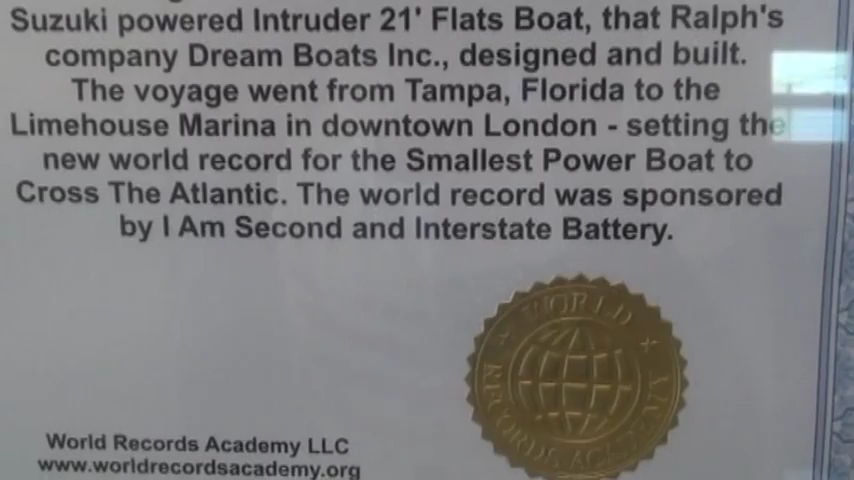 Suzuki powered Intruder 21' Flats Boat, that Ralph's
company Dream Boats Inc., designed and built.
The voyage went from Tampa, Florida to the
Limehouse Marina in downtown London - setting the
new world record for the Smallest Power Boat to
Cross The Atlantic. The world record was sponsored
by I Am Second and Interstate Battery.
WORLD
RECORDS ACADEMY
World Records Academy LLC
www.worldrecordsacademy.org